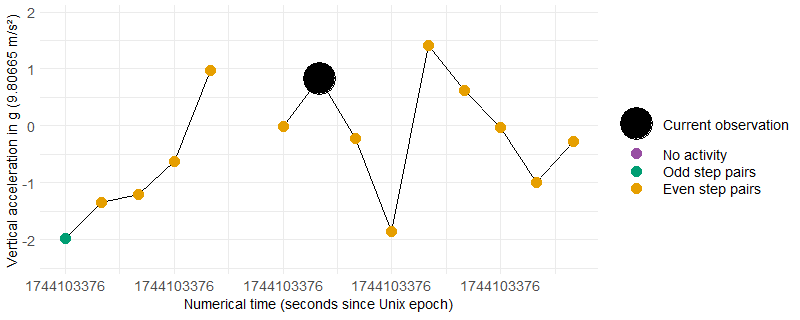 Vertical acceleration in g (9.80665 m/s²)
2
1
0
-1
-2
1744103376 1744103376 1744103376 1744103376 1744103376
Numerical time (seconds since Unix epoch)
Current observation
No activity
Odd step pairs
Even step pairs